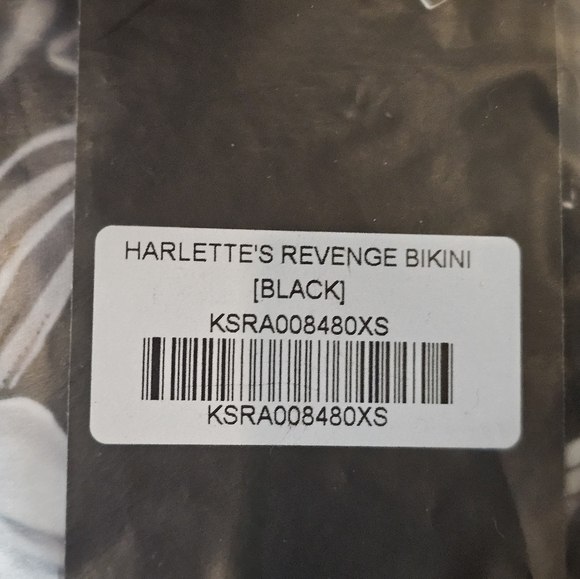 HARLETTE'S REVENGE BIKINI
[BLACK]
KSRA008480XS
KSRA008480XS